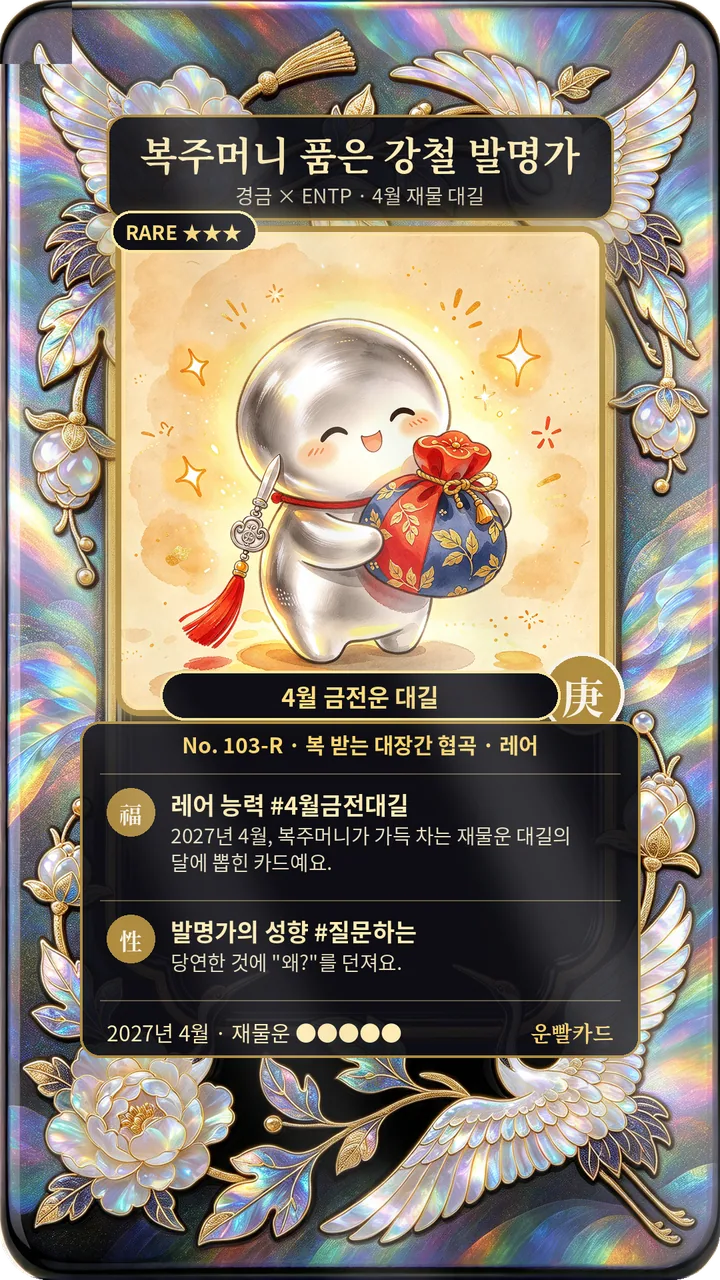 복주머니 품은 강철 발명가
경금 × ENTP · 4월 재물 대길
RARE ★★★
4월 금전운 대길
庚
No. 103-R · 복 받는 대장간 협곡 · 레어
福
레어 능력 #4월금전대길
2027년 4월, 복주머니가 가득 차는 재물운 대길의
달에 뽑힌 카드예요.
性
발명가의 성향 #질문하는
당연한 것에 "왜?"를 던져요.
2027년 4월 · 재물운 ●●●●●
운빨카드